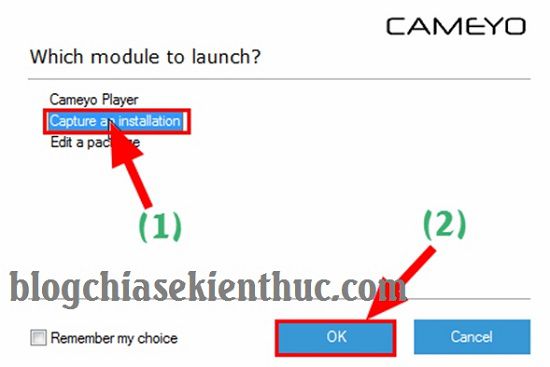 CAMEYO
Which module to launch?
Cameyo Player
Capture an installation
Edit a package
(1)
(2)
blogchiasekienthuc.com
Remember my choice
OK
Cancel